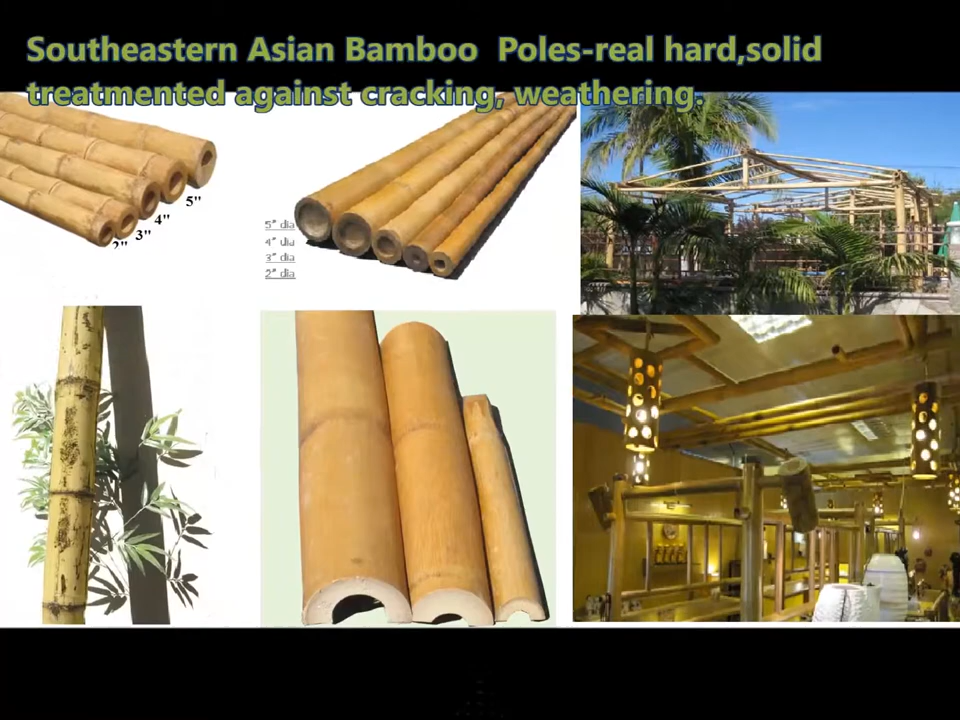 Southeastern Asian Bamboo Poles-real hard,solid
treatmented against cracking, weathering.
5"
4"
3"
2"
5" dia
4" dia
3" dia
2" dia